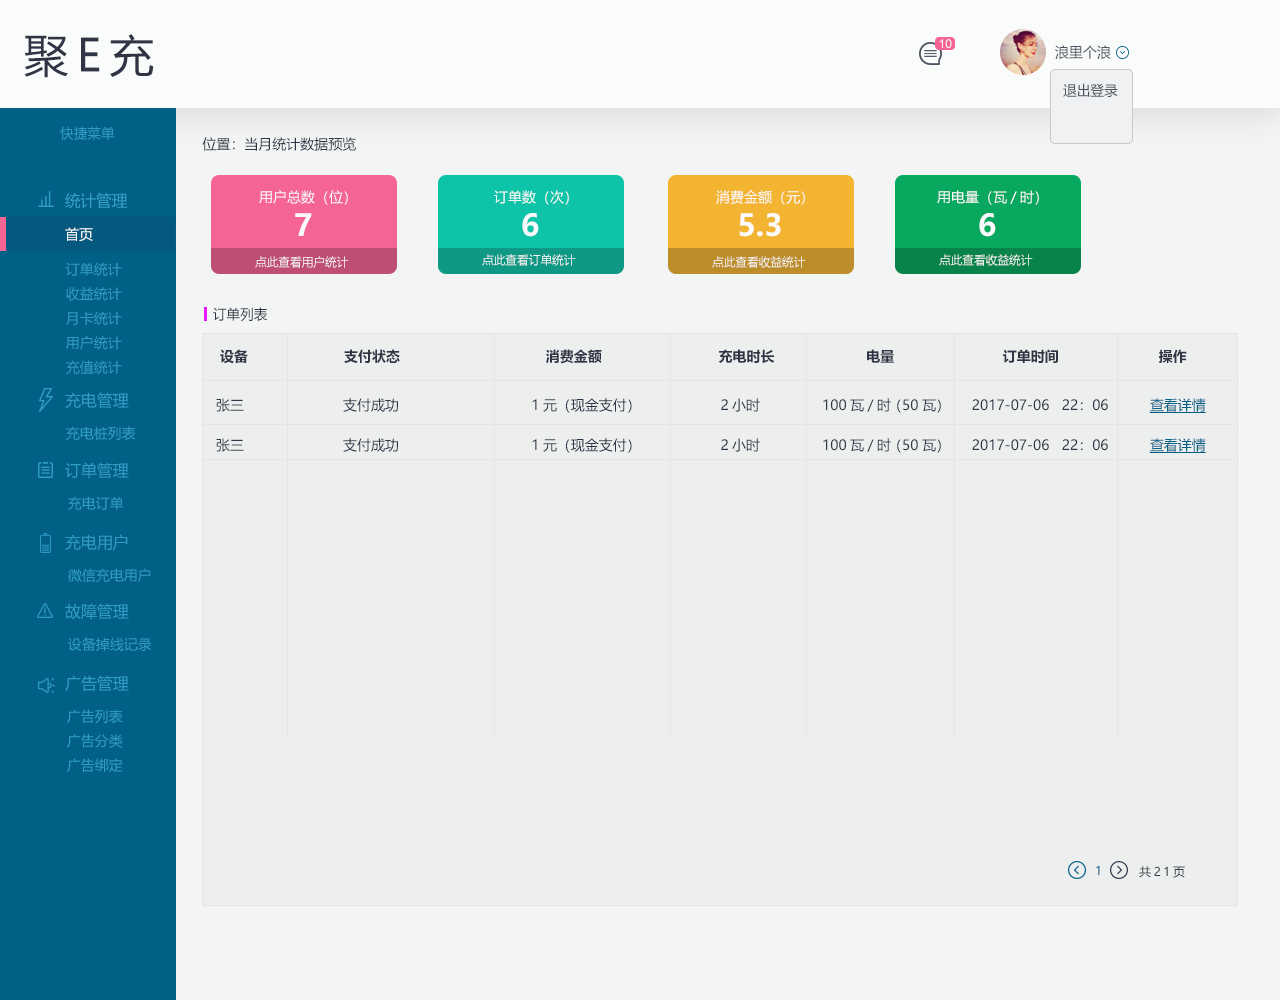 聚E充
10
浪里个浪
退出登录
快捷菜单
统计管理
首页
订单统计
收益统计
月卡统计
用户统计
充值统计
充电管理
充电桩列表
订单管理
充电订单
充电用户
微信充电用户
故障管理
设备掉线记录
广告管理
广告列表
广告分类
广告绑定
位置：当月统计数据预览
用户总数（位）
7
点此查看用户统计
订单数（次）
6
点此查看订单统计
消费金额（元）
5.3
点此查看收益统计
用电量（瓦 / 时）
6
点此查看收益统计
订单列表
设备 支付状态 消费金额 充电时长 电量 订单时间 操作
张三 支付成功 1 元（现金支付） 2 小时 100 瓦 / 时 (50 瓦） 2017-07-06 22：06 查看详情
张三 支付成功 1 元（现金支付） 2 小时 100 瓦 / 时 (50 瓦） 2017-07-06 22：06 查看详情
1 共 2 1 页